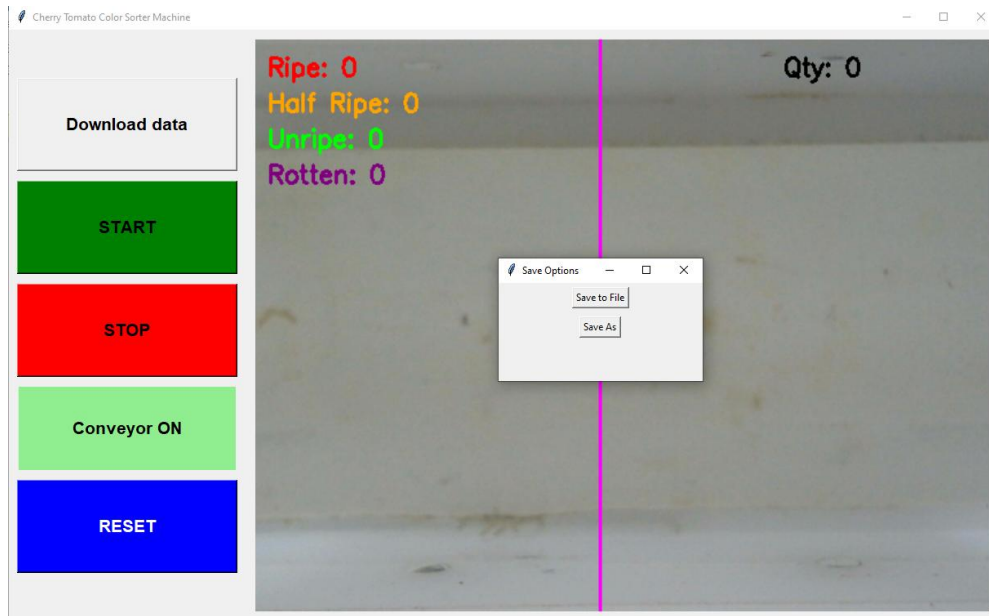 Cherry Tomato Color Sorter Machine
Download data
START
STOP
Conveyor ON
RESET
Ripe: 0
Half Ripe: 0
Unripe: 0
Rotten: 0
Qty: 0
Save Options
Save to File
Save As